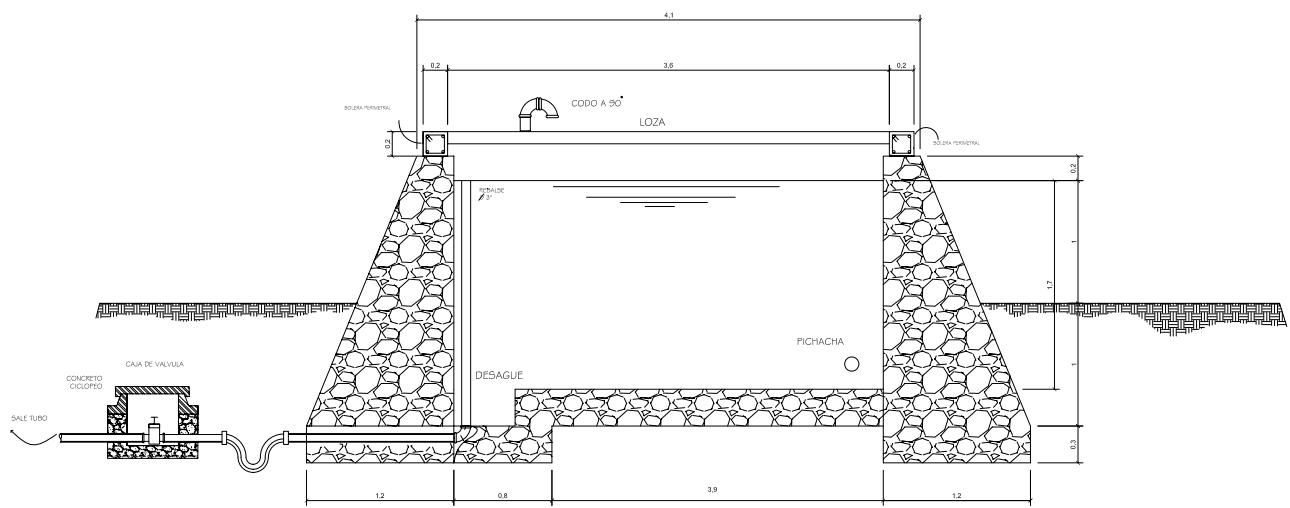 4,1
0,2
3,6
0,2
CODO A 90°
SOLERA PERIMETRAL
LOZA
SOLERA PERIMETRAL
0,2
0,2
REBALSE
Ø 3"
1
1,7
PICHACHA
CAJA DE VALVULA
DESAGUE
CONCRETO
CICLOPEO
1
SALE TUBO
0,3
1,2
0,8
3,9
1,2